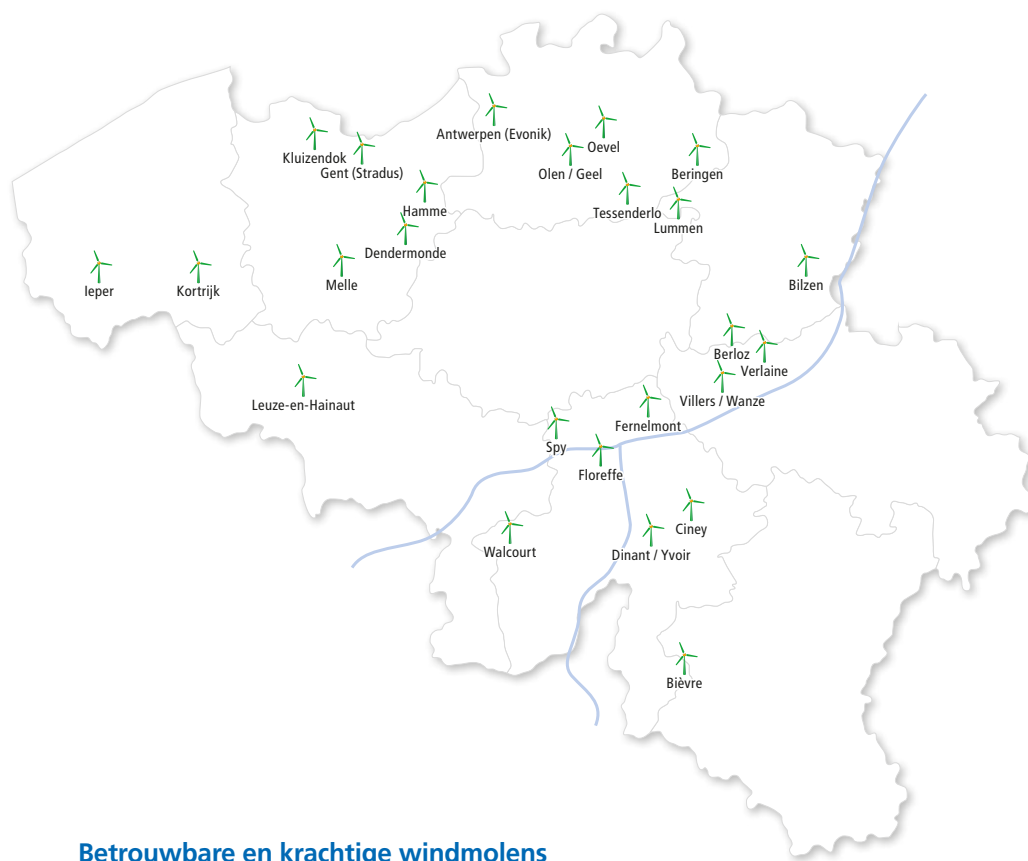 Antwerpen (Evonik)
Oevel
Kluizendok
Gent (Stradus)
Olen / Geel
Beringen
Hamme
Tessenderlo
Lummen
Dendermonde
Ieper
Kortrijk
Melle
Bilzen
Berloz
Verlaine
Leuze-en-Hainaut
Villers / Wanze
Fernelmont
Spy
Floreffe
Ciney
Walcourt
Dinant / Yvoir
Bièvre
Betrouwbare en krachtige windmolens